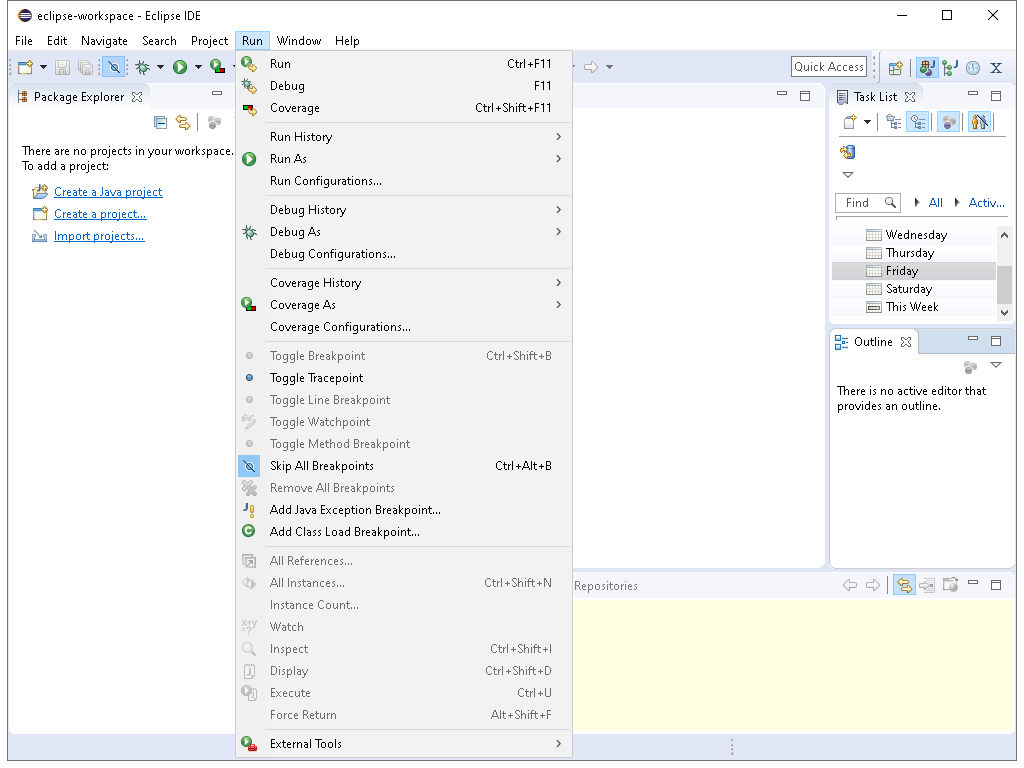 eclipse-workspace - Eclipse IDE
File Edit Navigate Search Project Run Window Help
Quick Access
Package Explorer
There are no projects in your workspace.
To add a project:
Create a Java project
Create a project...
Import projects...
Run Ctrl+F11
Debug F11
Coverage Ctrl+Shift+F11
Run History
Run As
Run Configurations...
Debug History
Debug As
Debug Configurations...
Coverage History
Coverage As
Coverage Configurations...
Toggle Breakpoint Ctrl+Shift+B
Toggle Tracepoint
Toggle Line Breakpoint
Toggle Watchpoint
Toggle Method Breakpoint
Skip All Breakpoints Ctrl+Alt+B
Remove All Breakpoints
Add Java Exception Breakpoint...
Add Class Load Breakpoint...
All References...
All Instances... Ctrl+Shift+N
Instance Count...
Watch
Inspect Ctrl+Shift+I
Display Ctrl+Shift+D
Execute Ctrl+U
Force Return Alt+Shift+F
External Tools
Task List
Find All Activ...
Wednesday
Thursday
Friday
Saturday
This Week
Outline
There is no active editor that
provides an outline.
Repositories